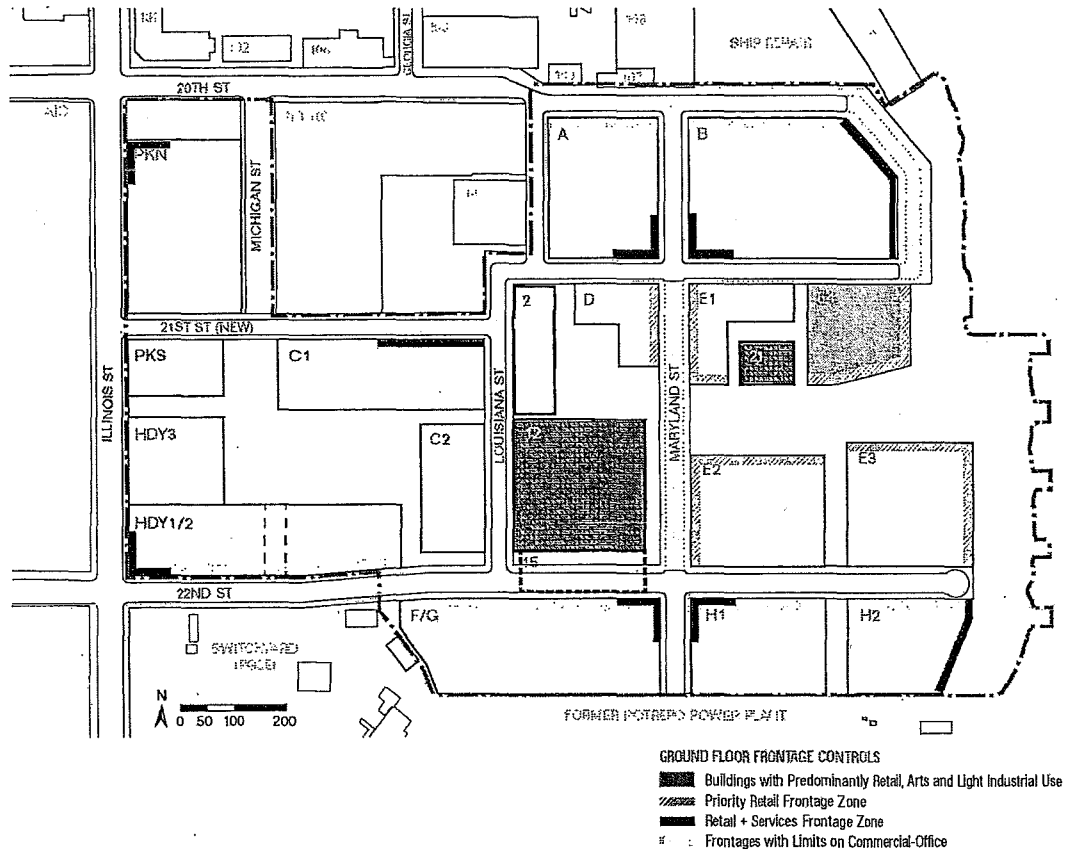 SHIP REPAIR
20TH ST
PKN
MICHIGAN ST
A
B
21ST ST (NEW)
2
D
E1
PKS
C1
ILLINOIS ST
LOUISIANA ST
MARYLAND ST
HDY3
C2
E2
E3
HDY1/2
15
22ND ST
F/G
H1
H2
SWITCHYARD
(PG&E)
N
0 50 100 200
FORMER POTRERO POWER PLANT
GROUND FLOOR FRONTAGE CONTROLS
Buildings with Predominantly Retail, Arts and Light Industrial Use
Priority Retail Frontage Zone
Retail + Services Frontage Zone
Frontages with Limits on Commercial-Office